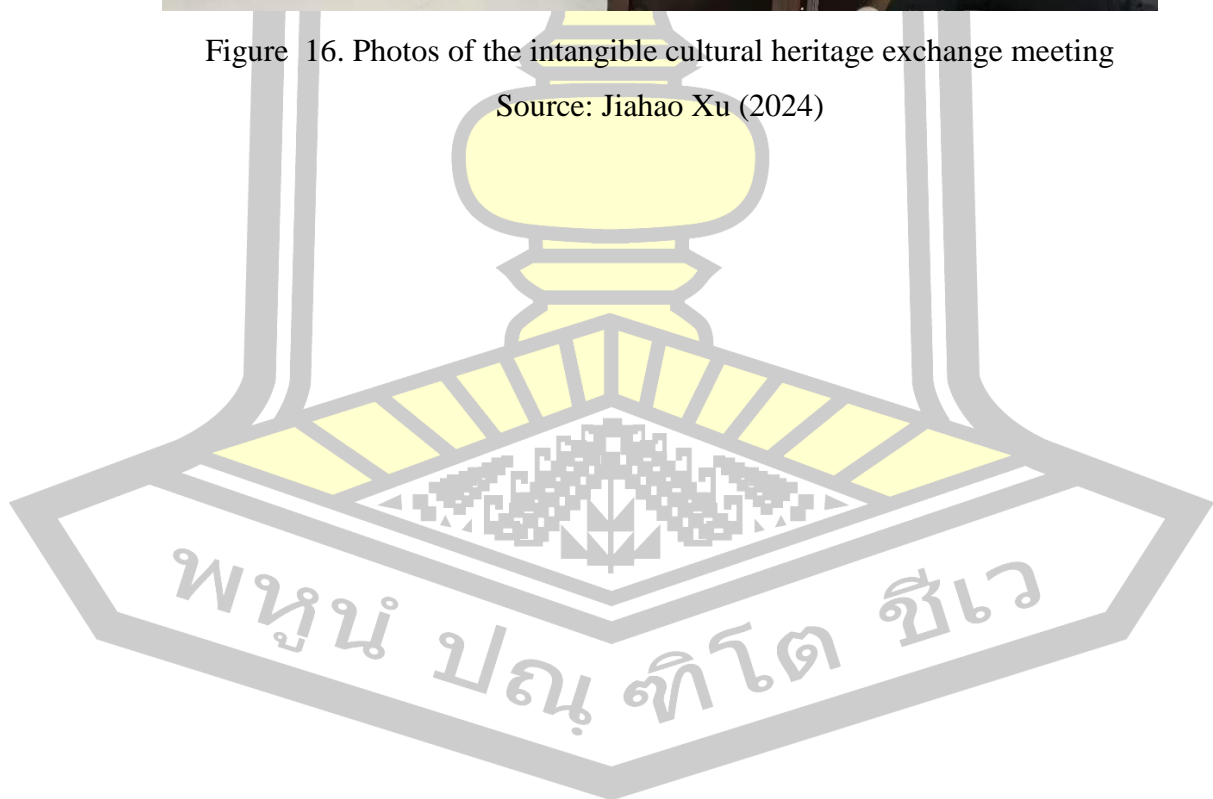 Figure 16. Photos of the intangible cultural heritage exchange meeting
Source: Jiahao Xu (2024)
พหูนํ ปณฺฑิโต ชีเว